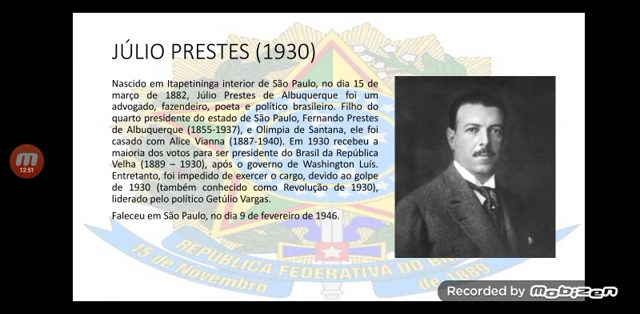 JÚLIO PRESTES (1930)
Nascido em Itapetininga interior de São Paulo, no dia 15 de
março de 1882, Júlio Prestes de Albuquerque foi um
advogado, fazendeiro, poeta e político brasileiro. Filho do
quarto presidente do estado de São Paulo, Fernando Prestes
de Albuquerque (1855-1937), e Olímpia de Santana, ele foi
casado com Alice Vianna (1887-1940). Em 1930 recebeu a
maioria dos votos para ser presidente do Brasil da República
Velha (1889 – 1930), após o governo de Washington Luís.
Entretanto, foi impedido de exercer o cargo, devido ao golpe
de 1930 (também conhecido como Revolução de 1930),
liderado pelo político Getúlio Vargas.
Faleceu em São Paulo, no dia 9 de fevereiro de 1946.
12:51
REPÚBLICA FEDERATIVA DO
15 de Novembro
de 1889
Recorded by Mobizen